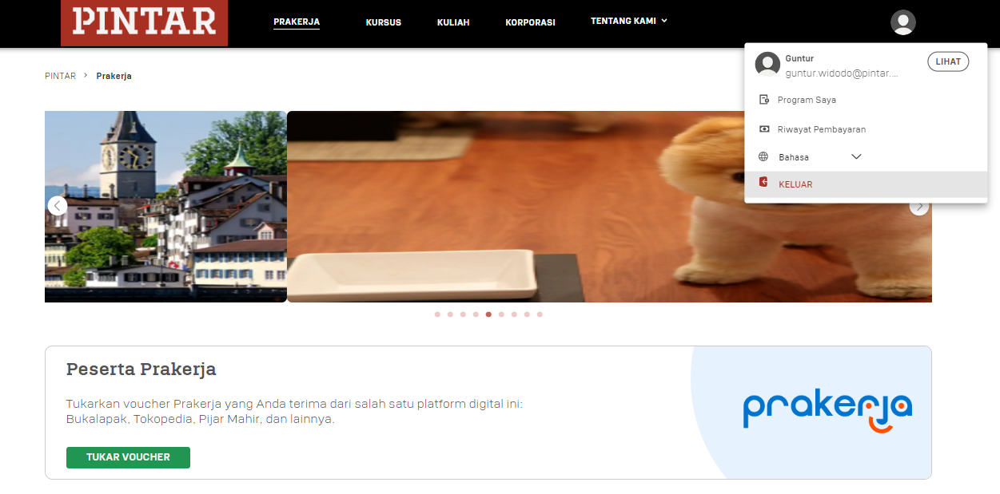 PINTAR
PRAKERJA
KURSUS
KULIAH
KORPORASI
TENTANG KAMI
Guntur
guntur.widodo@pintar....
LIHAT
Program Saya
Riwayat Pembayaran
Bahasa
KELUAR
PINTAR > Prakerja
Peserta Prakerja
Tukarkan voucher Prakerja yang Anda terima dari salah satu platform digital ini:
Bukalapak, Tokopedia, Pijar Mahir, dan lainnya.
TUKAR VOUCHER
prakerja